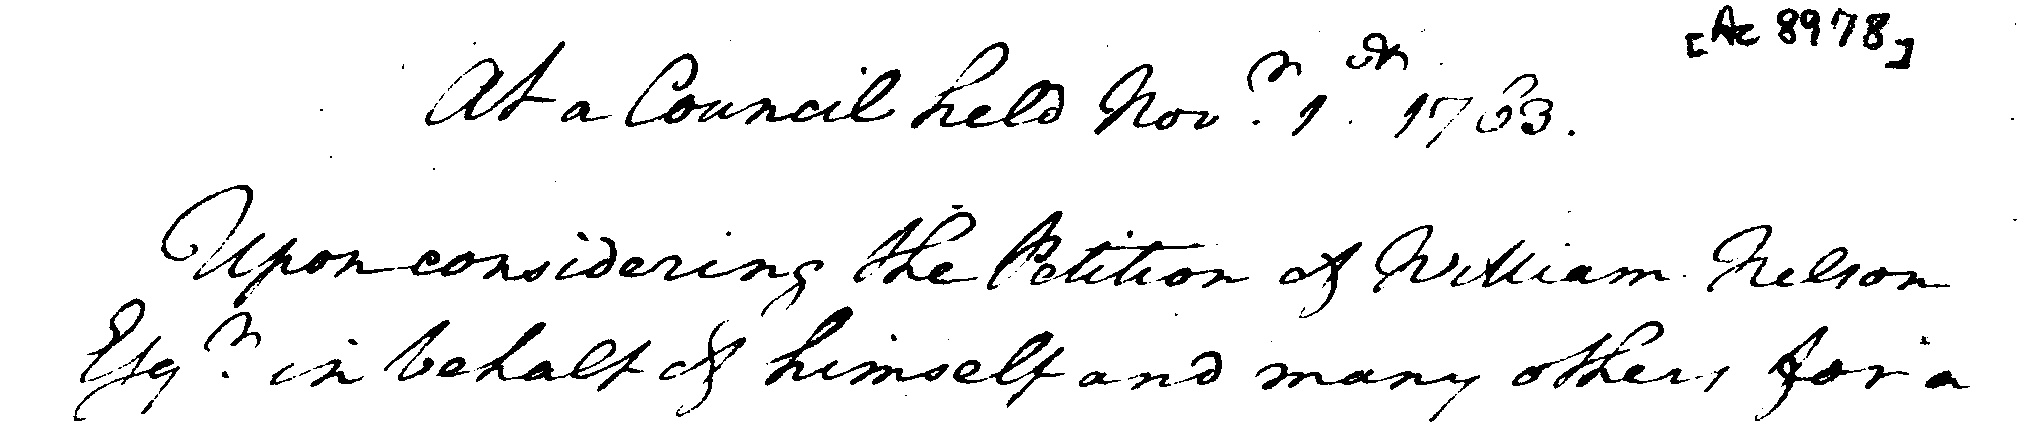 [Ac 8978]
At a Council held Nov.r 1.st 1763.
Upon considering the Petition of William Nelson
Esq.r in behalf of himself and many others for a